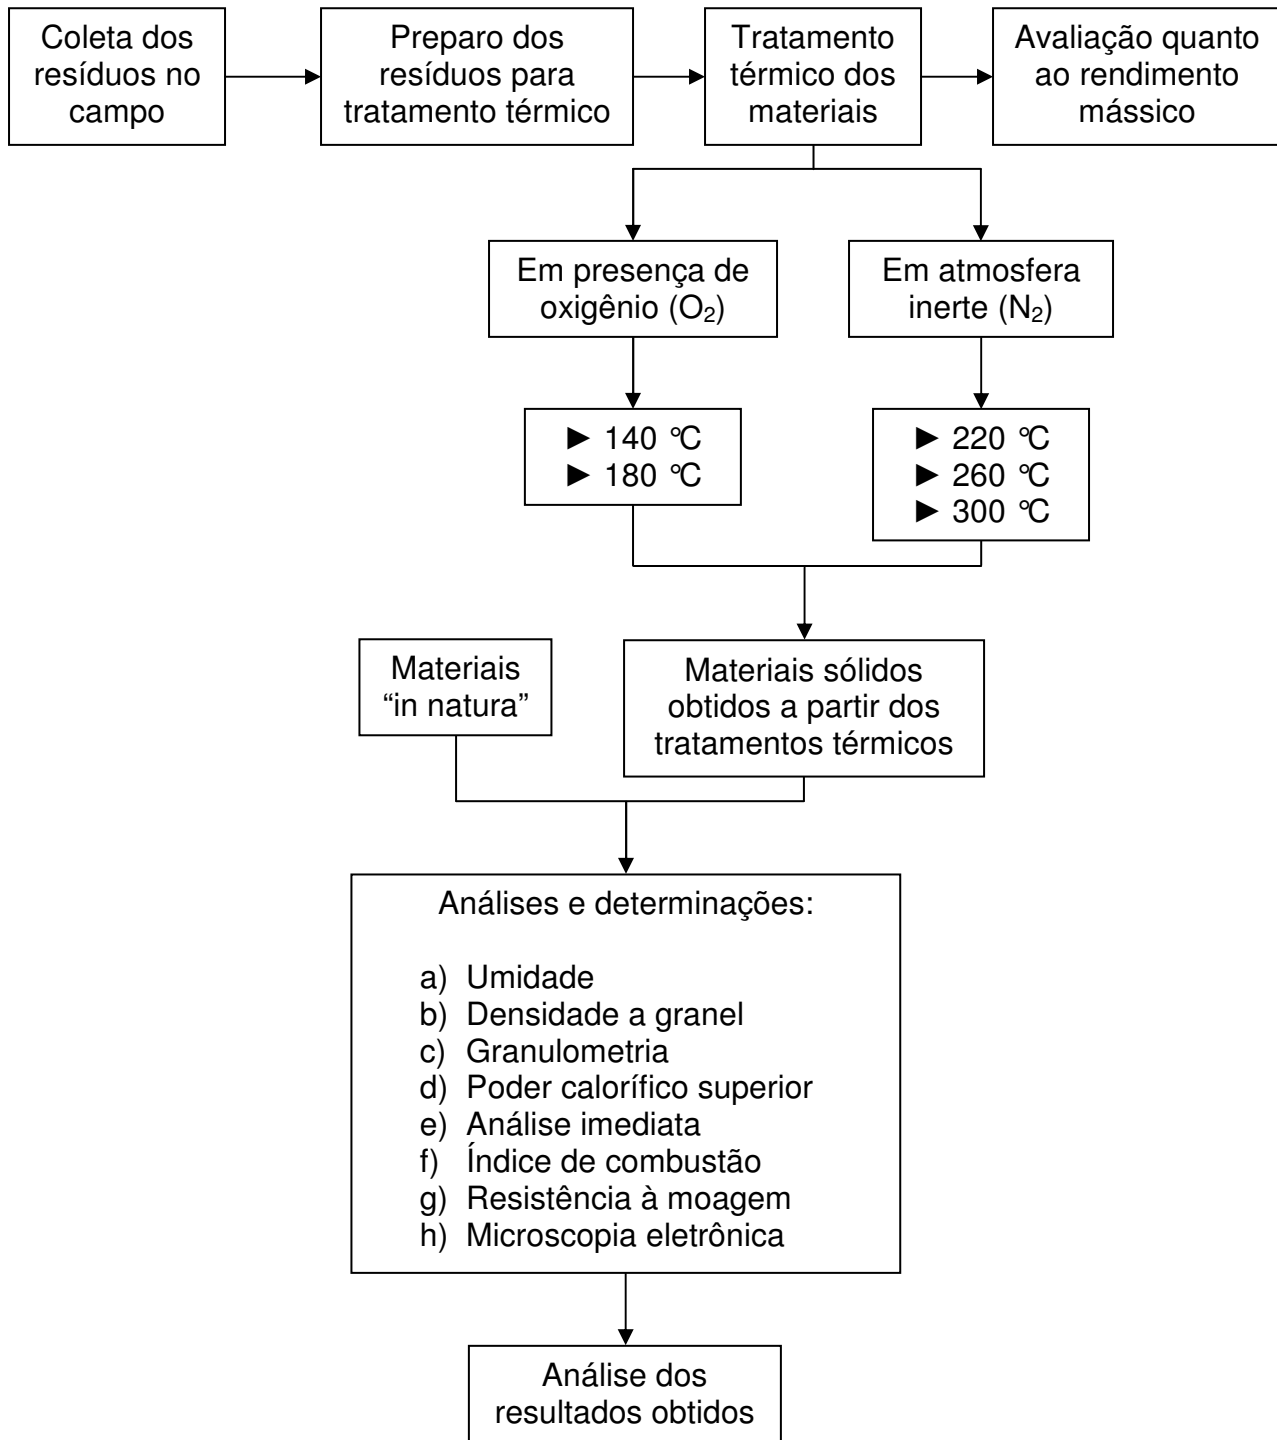 Coleta dos
resíduos no
campo
Preparo dos
resíduos para
tratamento térmico
Tratamento
térmico dos
materiais
Avaliação quanto
ao rendimento
mássico
Em presença de
oxigênio (O₂)
Em atmosfera
inerte (N₂)
► 140 °C
► 180 °C
► 220 °C
► 260 °C
► 300 °C
Materiais
“in natura”
Materiais sólidos
obtidos a partir dos
tratamentos térmicos
Análises e determinações:
a) Umidade
b) Densidade a granel
c) Granulometria
d) Poder calorífico superior
e) Análise imediata
f) Índice de combustão
g) Resistência à moagem
h) Microscopia eletrônica
Análise dos
resultados obtidos